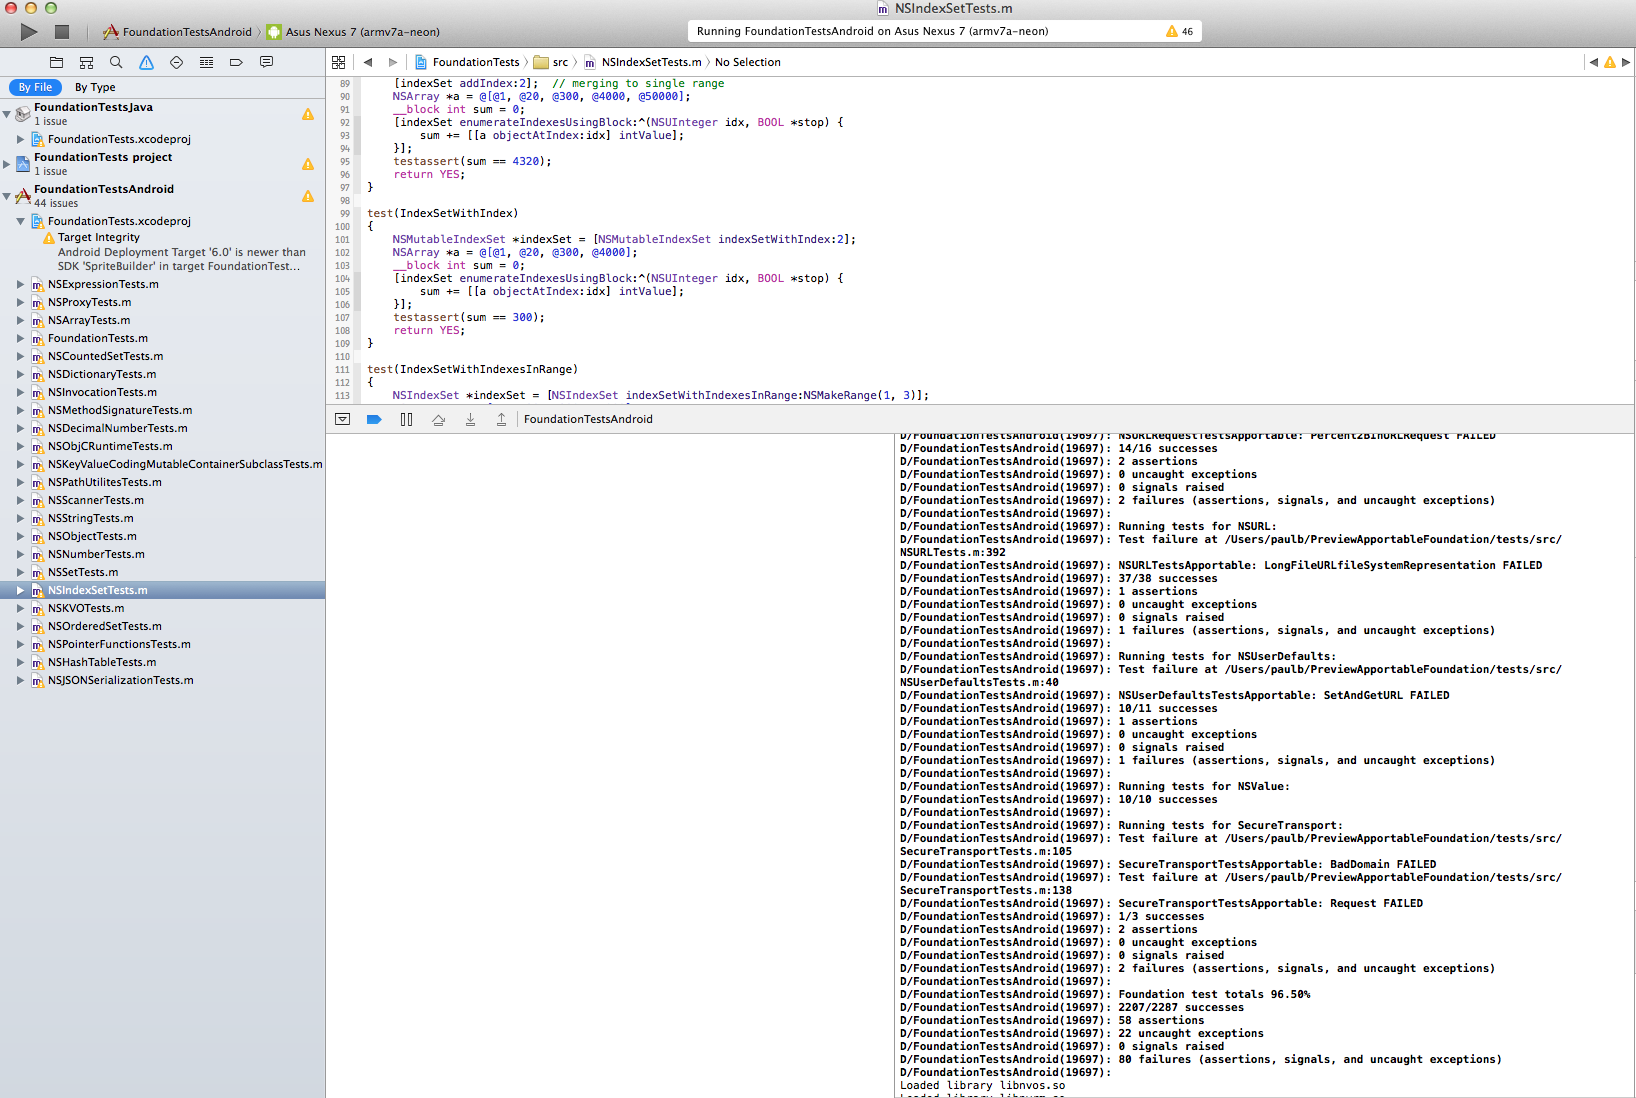 NSIndexSetTests.m
FoundationTestsAndroid
Asus Nexus 7 (armv7a-neon)
Running FoundationTestsAndroid on Asus Nexus 7 (armv7a-neon)
46
FoundationTests
src
NSIndexSetTests.m
No Selection
By File
By Type
FoundationTestsJava
1 issue
FoundationTests.xcodeproj
FoundationTests project
1 issue
FoundationTestsAndroid
44 issues
FoundationTests.xcodeproj
Target Integrity
Android Deployment Target '6.0' is newer than
SDK 'SpriteBuilder' in target FoundationTest...
NSExpressionTests.m
NSProxyTests.m
NSArrayTests.m
FoundationTests.m
NSCountedSetTests.m
NSDictionaryTests.m
NSInvocationTests.m
NSMethodSignatureTests.m
NSDecimalNumberTests.m
NSObjCRuntimeTests.m
NSKeyValueCodingMutableContainerSubclassTests.m
NSPathUtilitesTests.m
NSScannerTests.m
NSStringTests.m
NSObjectTests.m
NSNumberTests.m
NSSetTests.m
NSIndexSetTests.m
NSKVOTests.m
NSOrderedSetTests.m
NSPointerFunctionsTests.m
NSHashTableTests.m
NSJSONSerializationTests.m
89 [indexSet addIndex:2];  // merging to single range
90 NSArray *a = @[@1, @20, @300, @4000, @50000];
91 __block int sum = 0;
92 [indexSet enumerateIndexesUsingBlock:^(NSUInteger idx, BOOL *stop) {
93 sum += [[a objectAtIndex:idx] intValue];
94 }];
95 testassert(sum == 4320);
96 return YES;
97 }
98
99 test(IndexSetWithIndex)
100 {
101 NSMutableIndexSet *indexSet = [NSMutableIndexSet indexSetWithIndex:2];
102 NSArray *a = @[@1, @20, @300, @4000];
103 __block int sum = 0;
104 [indexSet enumerateIndexesUsingBlock:^(NSUInteger idx, BOOL *stop) {
105 sum += [[a objectAtIndex:idx] intValue];
106 }];
107 testassert(sum == 300);
108 return YES;
109 }
110
111 test(IndexSetWithIndexesInRange)
112 {
113 NSIndexSet *indexSet = [NSIndexSet indexSetWithIndexesInRange:NSMakeRange(1, 3)];
FoundationTestsAndroid
D/FoundationTestsAndroid(19697): NSURLRequestTestsApportable: Percent2BInURLRequest FAILED
D/FoundationTestsAndroid(19697): 14/16 successes
D/FoundationTestsAndroid(19697): 2 assertions
D/FoundationTestsAndroid(19697): 0 uncaught exceptions
D/FoundationTestsAndroid(19697): 0 signals raised
D/FoundationTestsAndroid(19697): 2 failures (assertions, signals, and uncaught exceptions)
D/FoundationTestsAndroid(19697):
D/FoundationTestsAndroid(19697): Running tests for NSURL:
D/FoundationTestsAndroid(19697): Test failure at /Users/paulb/PreviewApportableFoundation/tests/src/
NSURLTests.m:392
D/FoundationTestsAndroid(19697): NSURLTestsApportable: LongFileURLfileSystemRepresentation FAILED
D/FoundationTestsAndroid(19697): 37/38 successes
D/FoundationTestsAndroid(19697): 1 assertions
D/FoundationTestsAndroid(19697): 0 uncaught exceptions
D/FoundationTestsAndroid(19697): 0 signals raised
D/FoundationTestsAndroid(19697): 1 failures (assertions, signals, and uncaught exceptions)
D/FoundationTestsAndroid(19697):
D/FoundationTestsAndroid(19697): Running tests for NSUserDefaults:
D/FoundationTestsAndroid(19697): Test failure at /Users/paulb/PreviewApportableFoundation/tests/src/
NSUserDefaultsTests.m:40
D/FoundationTestsAndroid(19697): NSUserDefaultsTestsApportable: SetAndGetURL FAILED
D/FoundationTestsAndroid(19697): 10/11 successes
D/FoundationTestsAndroid(19697): 1 assertions
D/FoundationTestsAndroid(19697): 0 uncaught exceptions
D/FoundationTestsAndroid(19697): 0 signals raised
D/FoundationTestsAndroid(19697): 1 failures (assertions, signals, and uncaught exceptions)
D/FoundationTestsAndroid(19697):
D/FoundationTestsAndroid(19697): Running tests for NSValue:
D/FoundationTestsAndroid(19697): 10/10 successes
D/FoundationTestsAndroid(19697):
D/FoundationTestsAndroid(19697): Running tests for SecureTransport:
D/FoundationTestsAndroid(19697): Test failure at /Users/paulb/PreviewApportableFoundation/tests/src/
SecureTransportTests.m:105
D/FoundationTestsAndroid(19697): SecureTransportTestsApportable: BadDomain FAILED
D/FoundationTestsAndroid(19697): Test failure at /Users/paulb/PreviewApportableFoundation/tests/src/
SecureTransportTests.m:138
D/FoundationTestsAndroid(19697): SecureTransportTestsApportable: Request FAILED
D/FoundationTestsAndroid(19697): 1/3 successes
D/FoundationTestsAndroid(19697): 2 assertions
D/FoundationTestsAndroid(19697): 0 uncaught exceptions
D/FoundationTestsAndroid(19697): 0 signals raised
D/FoundationTestsAndroid(19697): 2 failures (assertions, signals, and uncaught exceptions)
D/FoundationTestsAndroid(19697):
D/FoundationTestsAndroid(19697): Foundation test totals 96.50%
D/FoundationTestsAndroid(19697): 2207/2287 successes
D/FoundationTestsAndroid(19697): 58 assertions
D/FoundationTestsAndroid(19697): 22 uncaught exceptions
D/FoundationTestsAndroid(19697): 0 signals raised
D/FoundationTestsAndroid(19697): 80 failures (assertions, signals, and uncaught exceptions)
D/FoundationTestsAndroid(19697):
Loaded library libnvos.so